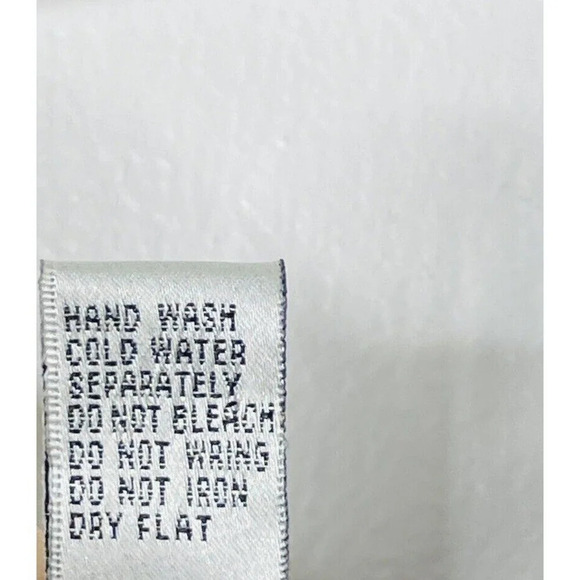 HAND WASH
COLD WATER
SEPARATELY
DO NOT BLEACH
DO NOT WRING
DO NOT IRON
DRY FLAT